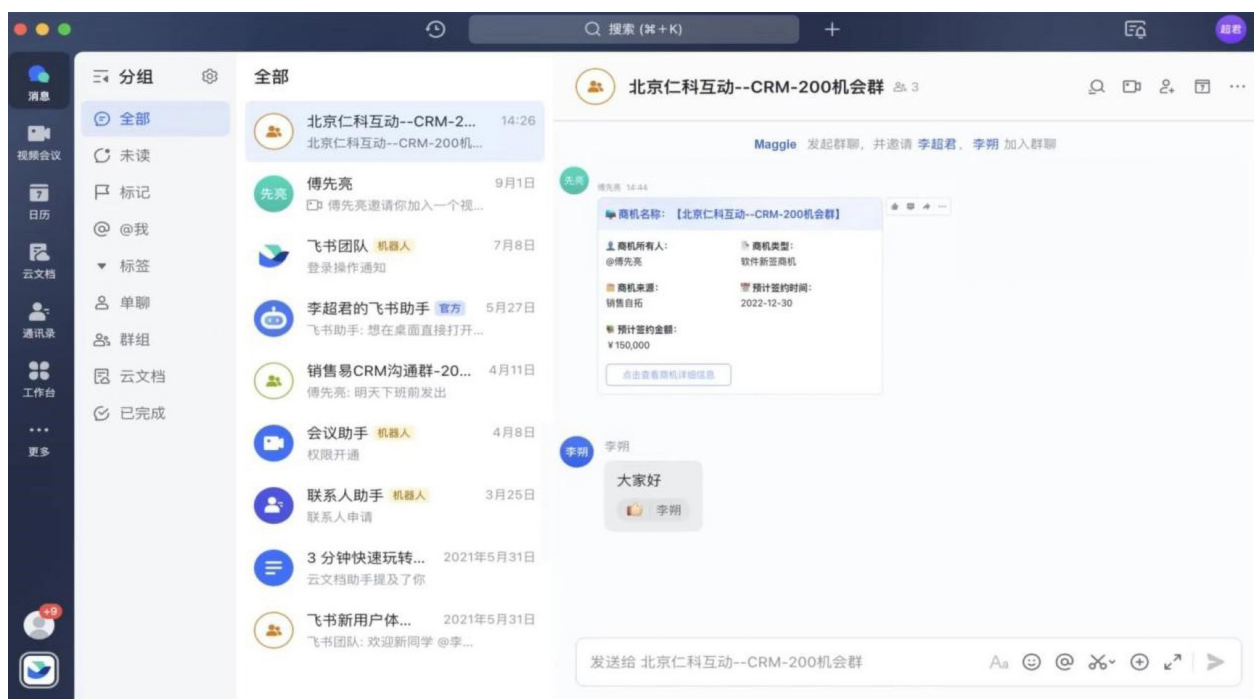 搜索 (⌘+K)
超君
消息
视频会议
7
日历
云文档
通讯录
工作台
更多
+9
分组
全部
未读
标记
@我
标签
单聊
群组
云文档
已完成
全部
北京仁科互动--CRM-2... 14:26
北京仁科互动--CRM-200机...
先亮
傅先亮 9月1日
傅先亮邀请你加入一个视...
飞书团队 机器人 7月8日
登录操作通知
李超君的飞书助手 官方 5月27日
飞书助手: 想在桌面直接打开...
销售易CRM沟通群-20... 4月11日
傅先亮: 明天下班前发出
会议助手 机器人 4月8日
权限开通
联系人助手 机器人 3月25日
联系人申请
3 分钟快速玩转... 2021年5月31日
云文档助手提及了你
飞书新用户体... 2021年5月31日
飞书团队: 欢迎新同学 @李...
北京仁科互动--CRM-200机会群 3
7
Maggle 发起群聊，并邀请 李超君，李朔 加入群聊
先亮
傅先亮 14:44
商机名称：【北京仁科互动--CRM-200机会群】
商机所有人： 商机类型：
@傅先亮 软件新签商机
商机来源： 预计签约时间：
销售自拓 2022-12-30
预计签约金额：
¥150,000
点击查看商机详细信息
李朔
李朔
大家好
李朔
发送给 北京仁科互动--CRM-200机会群
Aa